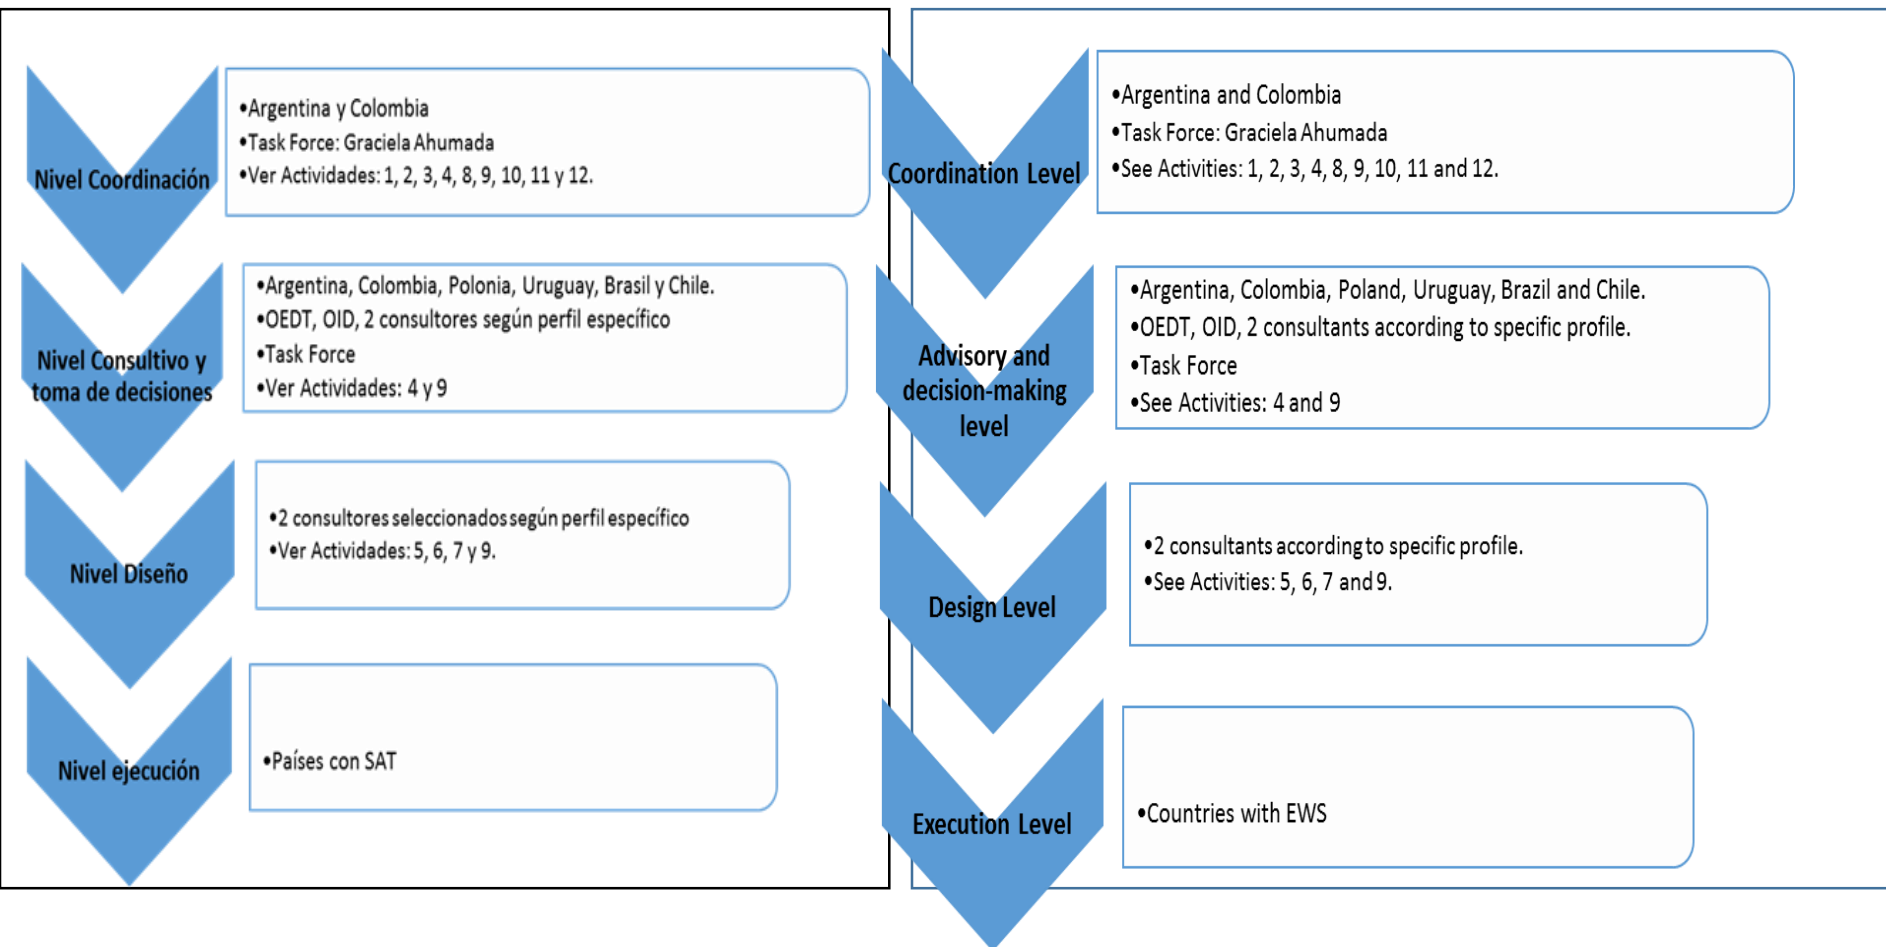 Nivel Coordinación
•Argentina y Colombia
•Task Force: Graciela Ahumada
•Ver Actividades: 1, 2, 3, 4, 8, 9, 10, 11 y 12.
Nivel Consultivo y
toma de decisiones
•Argentina, Colombia, Polonia, Uruguay, Brasil y Chile.
•OEDT, OID, 2 consultores según perfil específico
•Task Force
•Ver Actividades: 4 y 9
Nivel Diseño
•2 consultores seleccionados según perfil específico
•Ver Actividades: 5, 6, 7 y 9.
Nivel ejecución
•Países con SAT
Coordination Level
•Argentina and Colombia
•Task Force: Graciela Ahumada
•See Activities: 1, 2, 3, 4, 8, 9, 10, 11 and 12.
Advisory and
decision-making
level
•Argentina, Colombia, Poland, Uruguay, Brazil and Chile.
•OEDT, OID, 2 consultants according to specific profile.
•Task Force
•See Activities: 4 and 9
Design Level
•2 consultants according to specific profile.
•See Activities: 5, 6, 7 and 9.
Execution Level
•Countries with EWS